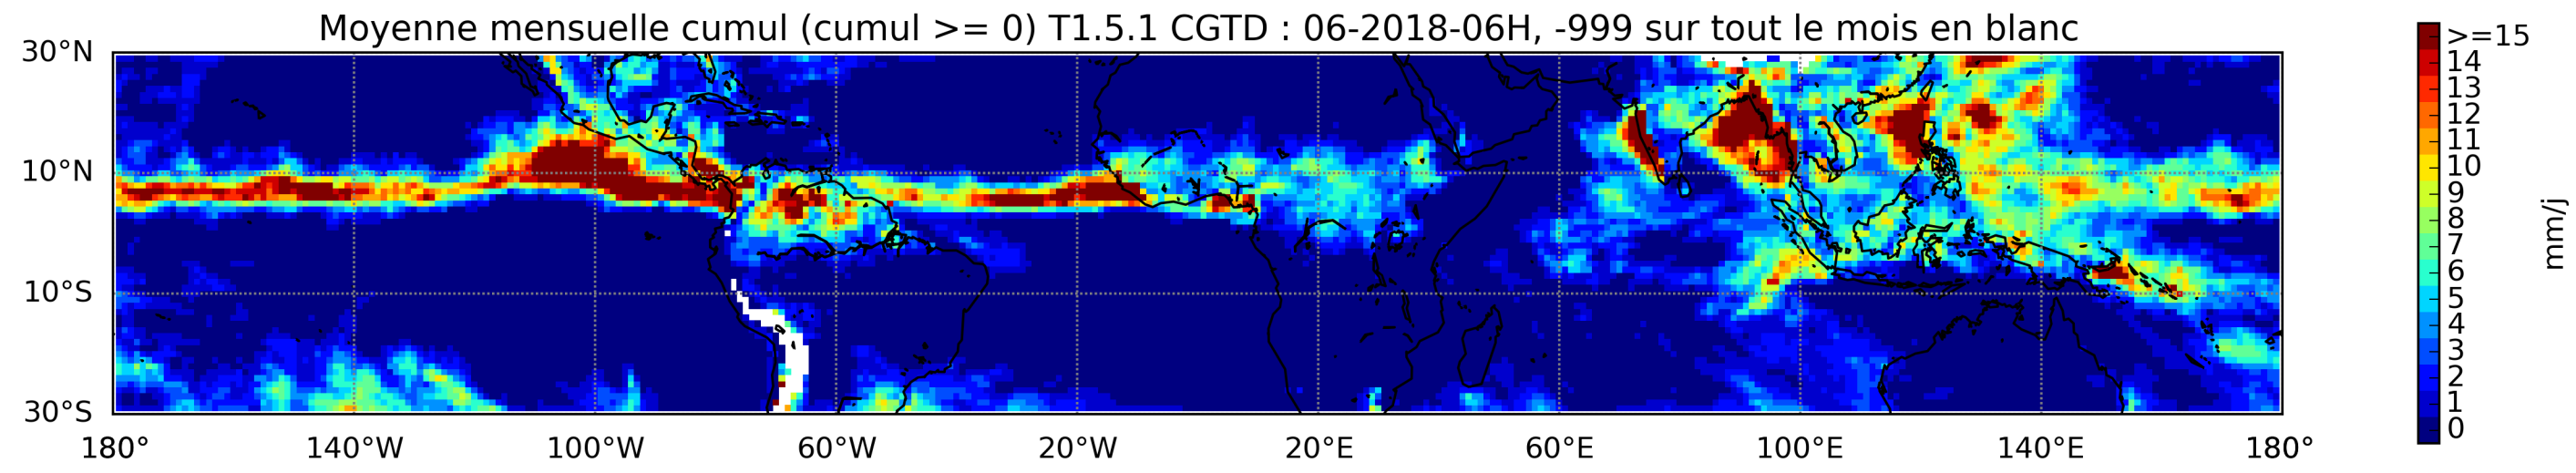 Moyenne mensuelle cumul (cumul >= 0) T1.5.1 CGTD : 06-2018-06H, -999 sur tout le mois en blanc
30°N
10°N
10°S
30°S
180°
140°W
100°W
60°W
20°W
20°E
60°E
100°E
140°E
180°
>=15
14
13
12
11
10
9
8
7
6
5
4
3
2
1
0
mm/j